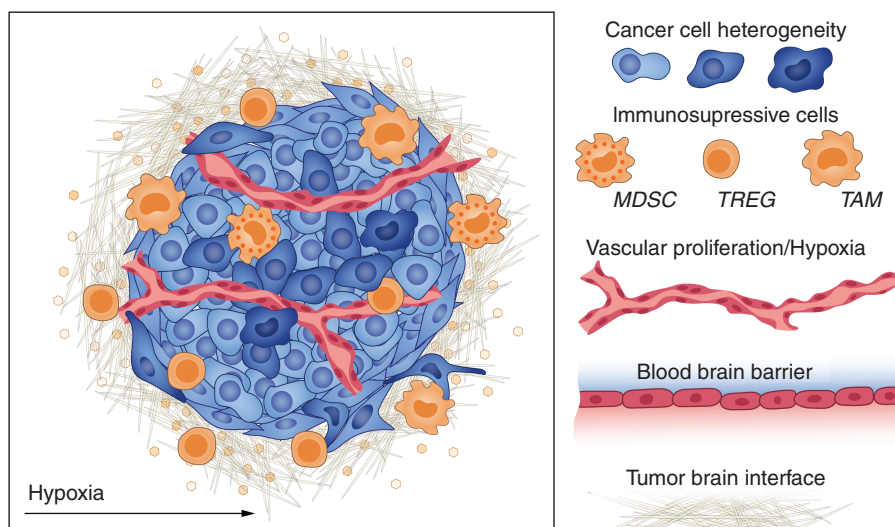 Hypoxia
Cancer cell heterogeneity
Immunosupressive cells
MDSC TREG TAM
Vascular proliferation/Hypoxia
Blood brain barrier
Tumor brain interface